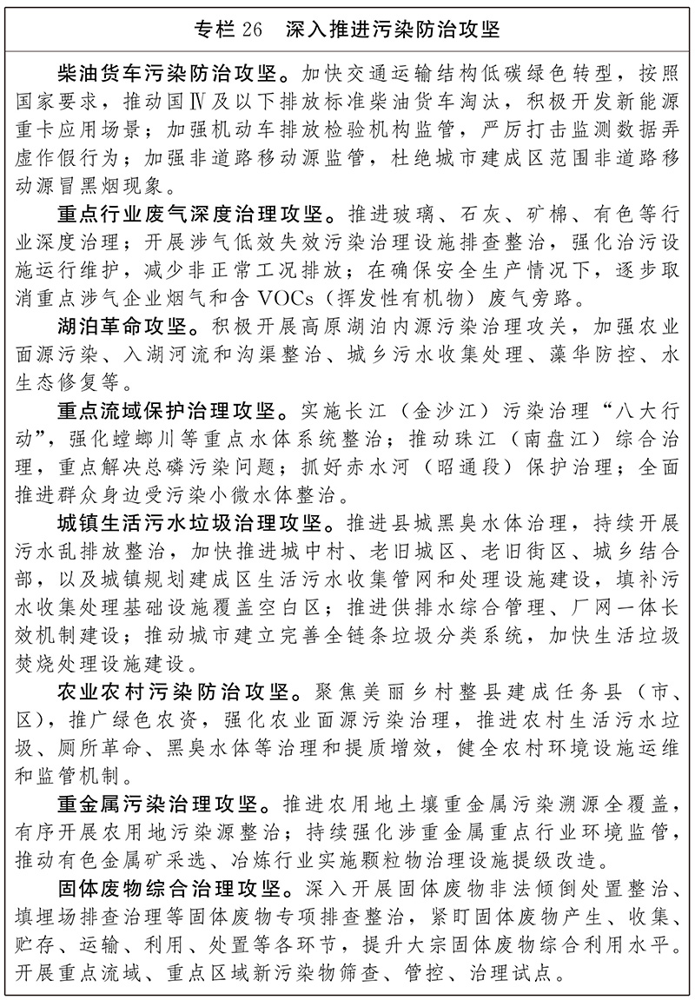 专栏 26　深入推进污染防治攻坚
柴油货车污染防治攻坚。加快交通运输结构低碳绿色转型，按照
国家要求，推动国Ⅳ及以下排放标准柴油货车淘汰，积极开发新能源
重卡应用场景；加强机动车排放检验机构监管，严厉打击监测数据弄
虚作假行为；加强非道路移动源监管，杜绝城市建成区范围非道路移
动源冒黑烟现象。
重点行业废气深度治理攻坚。推进玻璃、石灰、矿棉、有色等行
业深度治理；开展涉气低效失效污染治理设施排查整治，强化治污设
施运行维护，减少非正常工况排放；在确保安全生产情况下，逐步取
消重点涉气企业烟气和含 VOCs（挥发性有机物）废气旁路。
湖泊革命攻坚。积极开展高原湖泊内源污染治理攻关，加强农业
面源污染、入湖河流和沟渠整治、城乡污水收集处理、藻华防控、水
生态修复等。
重点流域保护治理攻坚。实施长江（金沙江）污染治理“八大行
动”，强化螳螂川等重点水体系统整治；推动珠江（南盘江）综合治
理，重点解决总磷污染问题；抓好赤水河（昭通段）保护治理；全面
推进群众身边受污染小微水体整治。
城镇生活污水垃圾治理攻坚。推进县城黑臭水体治理，持续开展
污水乱排放整治，加快推进城中村、老旧城区、老旧街区、城乡结合
部，以及城镇规划建成区生活污水收集管网和处理设施建设，填补污
水收集处理基础设施覆盖空白区；推进供排水综合管理、厂网一体长
效机制建设；推动城市建立完善全链条垃圾分类系统，加快生活垃圾
焚烧处理设施建设。
农业农村污染防治攻坚。聚焦美丽乡村整县建成任务县（市、
区），推广绿色农资，强化农业面源污染治理，推进农村生活污水垃
圾、厕所革命、黑臭水体等治理和提质增效，健全农村环境设施运维
和监管机制。
重金属污染治理攻坚。推进农用地土壤重金属污染溯源全覆盖，
有序开展农用地污染源整治；持续强化涉重金属重点行业环境监管，
推动有色金属矿采选、冶炼行业实施颗粒物治理设施提级改造。
固体废物综合治理攻坚。深入开展固体废物非法倾倒处置整治、
填埋场排查治理等固体废物专项排查整治，紧盯固体废物产生、收集、
贮存、运输、利用、处置等各环节，提升大宗固体废物综合利用水平。
开展重点流域、重点区域新污染物筛查、管控、治理试点。